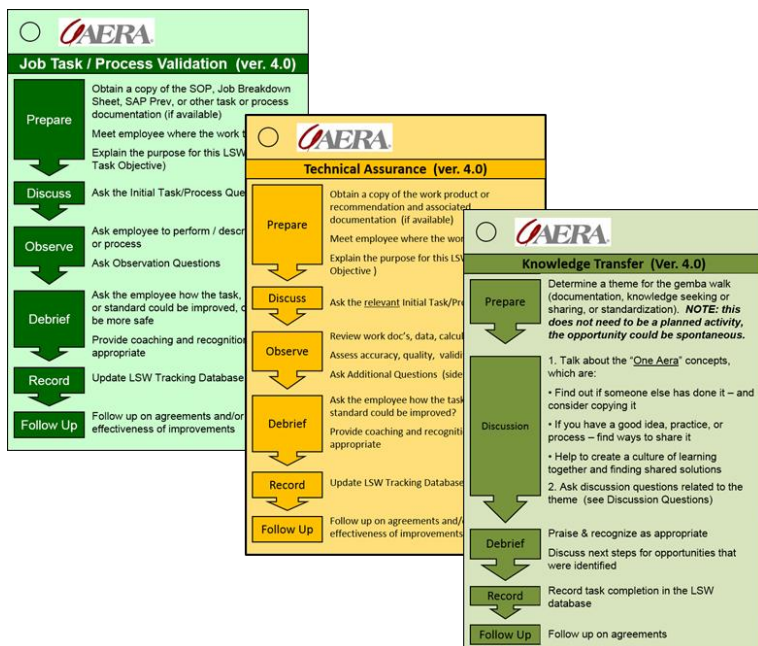 AERA
Job Task / Process Validation (ver. 4.0)
Prepare
Obtain a copy of the SOP, Job Breakdown
Sheet, SAP Prev, or other task or process
documentation (if available)
Meet employee where the work
Explain the purpose for this LSW
Task Objective)
Discuss
Ask the Initial Task/Process
Observe
Ask employee to perform /
or process
Ask Observation Questions
Debrief
Ask the employee how the task,
or standard could be improved,
be more safe
Provide coaching and
appropriate
Record
Update LSW Tracking Database
Follow Up
Follow up on agreements and/or
effectiveness of improvements
AERA
Technical Assurance (ver. 4.0)
Prepare
Obtain a copy of the work product or
recommendation and associated
documentation (if available)
Meet employee where the
Explain the purpose for this
Objective )
Discuss
Ask the relevant Initial
Observe
Review work doc's, data,
Assess accuracy, quality,
Ask Additional Questions
Debrief
Ask the employee how the task
standard could be improved?
Provide coaching and
appropriate
Record
Update LSW Tracking Database
Follow Up
Follow up on agreements
effectiveness of improvements
AERA
Knowledge Transfer (Ver. 4.0)
Prepare
Determine a theme for the gemba walk
(documentation, knowledge seeking or
sharing, or standardization). NOTE: this
does not need to be a planned activity,
the opportunity could be spontaneous.
Discussion
1. Talk about the "One Aera" concepts,
which are:
• Find out if someone else has done it – and
consider copying it
• If you have a good idea, practice, or
process – find ways to share it
• Help to create a culture of learning
together and finding shared solutions
2. Ask discussion questions related to the
theme (see Discussion Questions)
Debrief
Praise & recognize as appropriate
Discuss next steps for opportunities that
were identified
Record
Record task completion in the LSW
database
Follow Up
Follow up on agreements